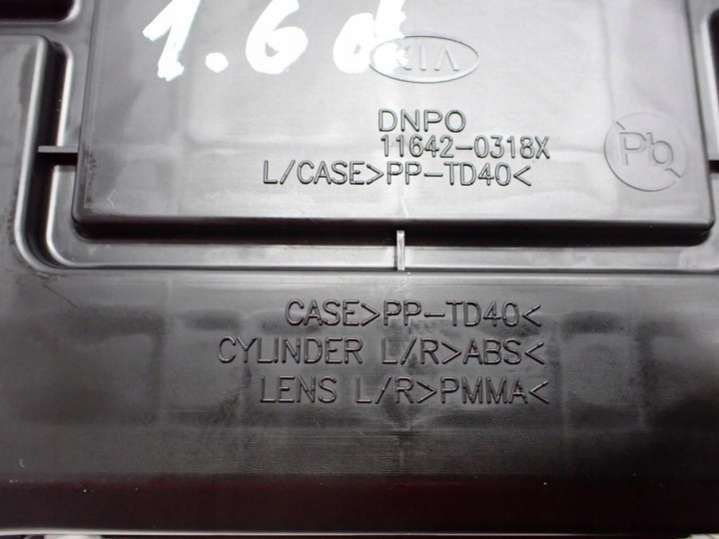 1.6 d
KIA
DNPO
11642-0318X
Pb
L/CASE>PP-TD40<
CASE>PP-TD40<
CYLINDER L/R>ABS<
LENS L/R>PMMA<